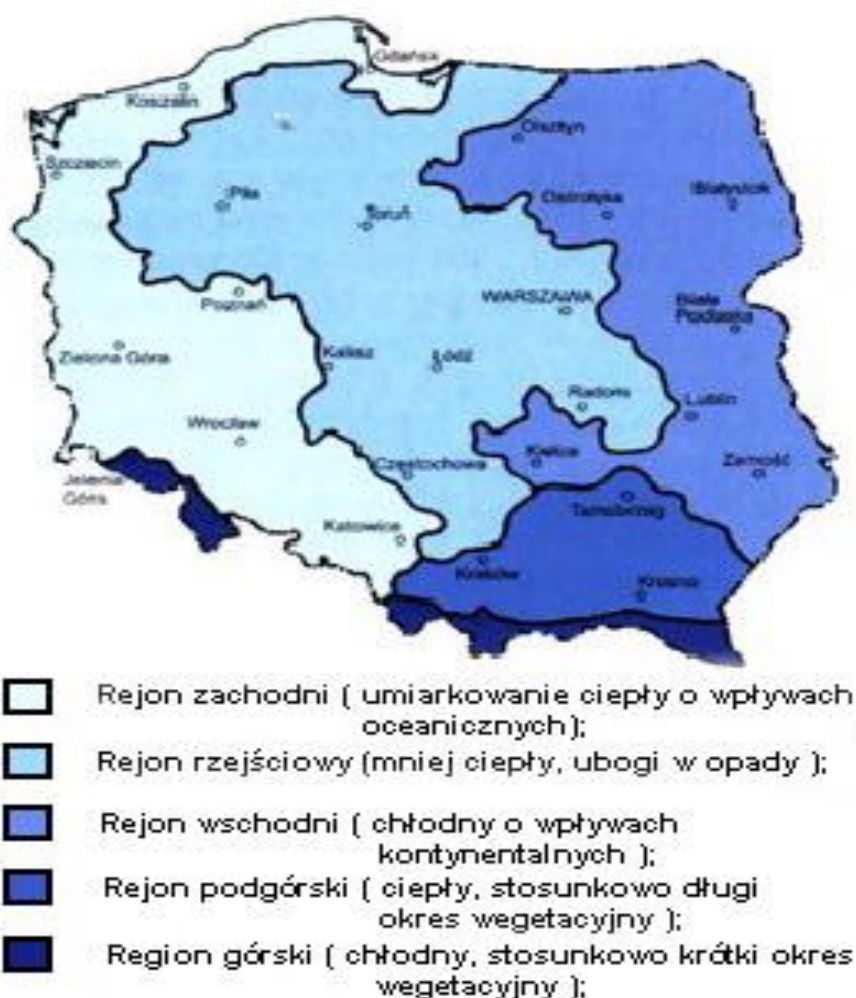 Gdańsk
Koszalin
Szczecin
Olsztyn
Piła
Toruń
Ostrołęka
Białystok
Poznań
WARSZAWA
Biała
Podlaska
Zielona Góra
Kalisz
Łódź
Radom
Lublin
Wrocław
Kielce
Zamość
Częstochowa
Jelenia
Góra
Tarnobrzeg
Katowice
Kraków
Krosno
Rejon zachodni ( umiarkowanie ciepły o wpływach
oceanicznych);
Rejon rzejściowy (mniej ciepły, ubogi w opady );
Rejon wschodni ( chłodny o wpływach
kontynentalnych );
Rejon podgórski ( ciepły, stosunkowo długi
okres wegetacyjny );
Region górski ( chłodny, stosunkowo krótki okres
wegetacyjny );